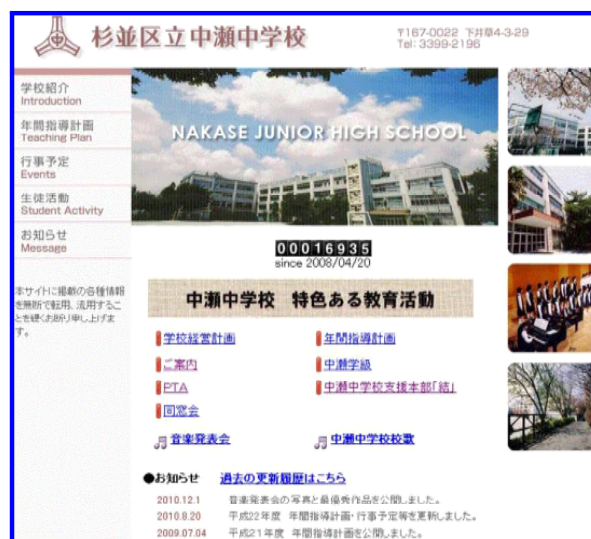 杉並区立中瀬中学校
〒167-0022 下井草4-3-29
Tel: 3399-2196
学校紹介
Introduction
年間指導計画
Teaching Plan
行事予定
Events
生徒活動
Student Activity
お知らせ
Message
本サイトに掲載の各種情報
を無断で転用、流用するこ
とを硬くお断り申し上げま
す。
NAKASE JUNIOR HIGH SCHOOL
00016935
since 2008/04/20
中瀬中学校 特色ある教育活動
学校経営計画 年間指導計画
ご案内 中瀬学級
PTA 中瀬中学校支援本部「結」
同窓会
音楽発表会 中瀬中学校校歌
●お知らせ 過去の更新履歴はこちら
2010.12.1 音楽発表会の写真と最優秀作品を公開しました。
2010.8.20 平成22年度 年間指導計画・行事予定等を更新しました。
2009.07.04 平成21年度 年間指導計画を公開しました。